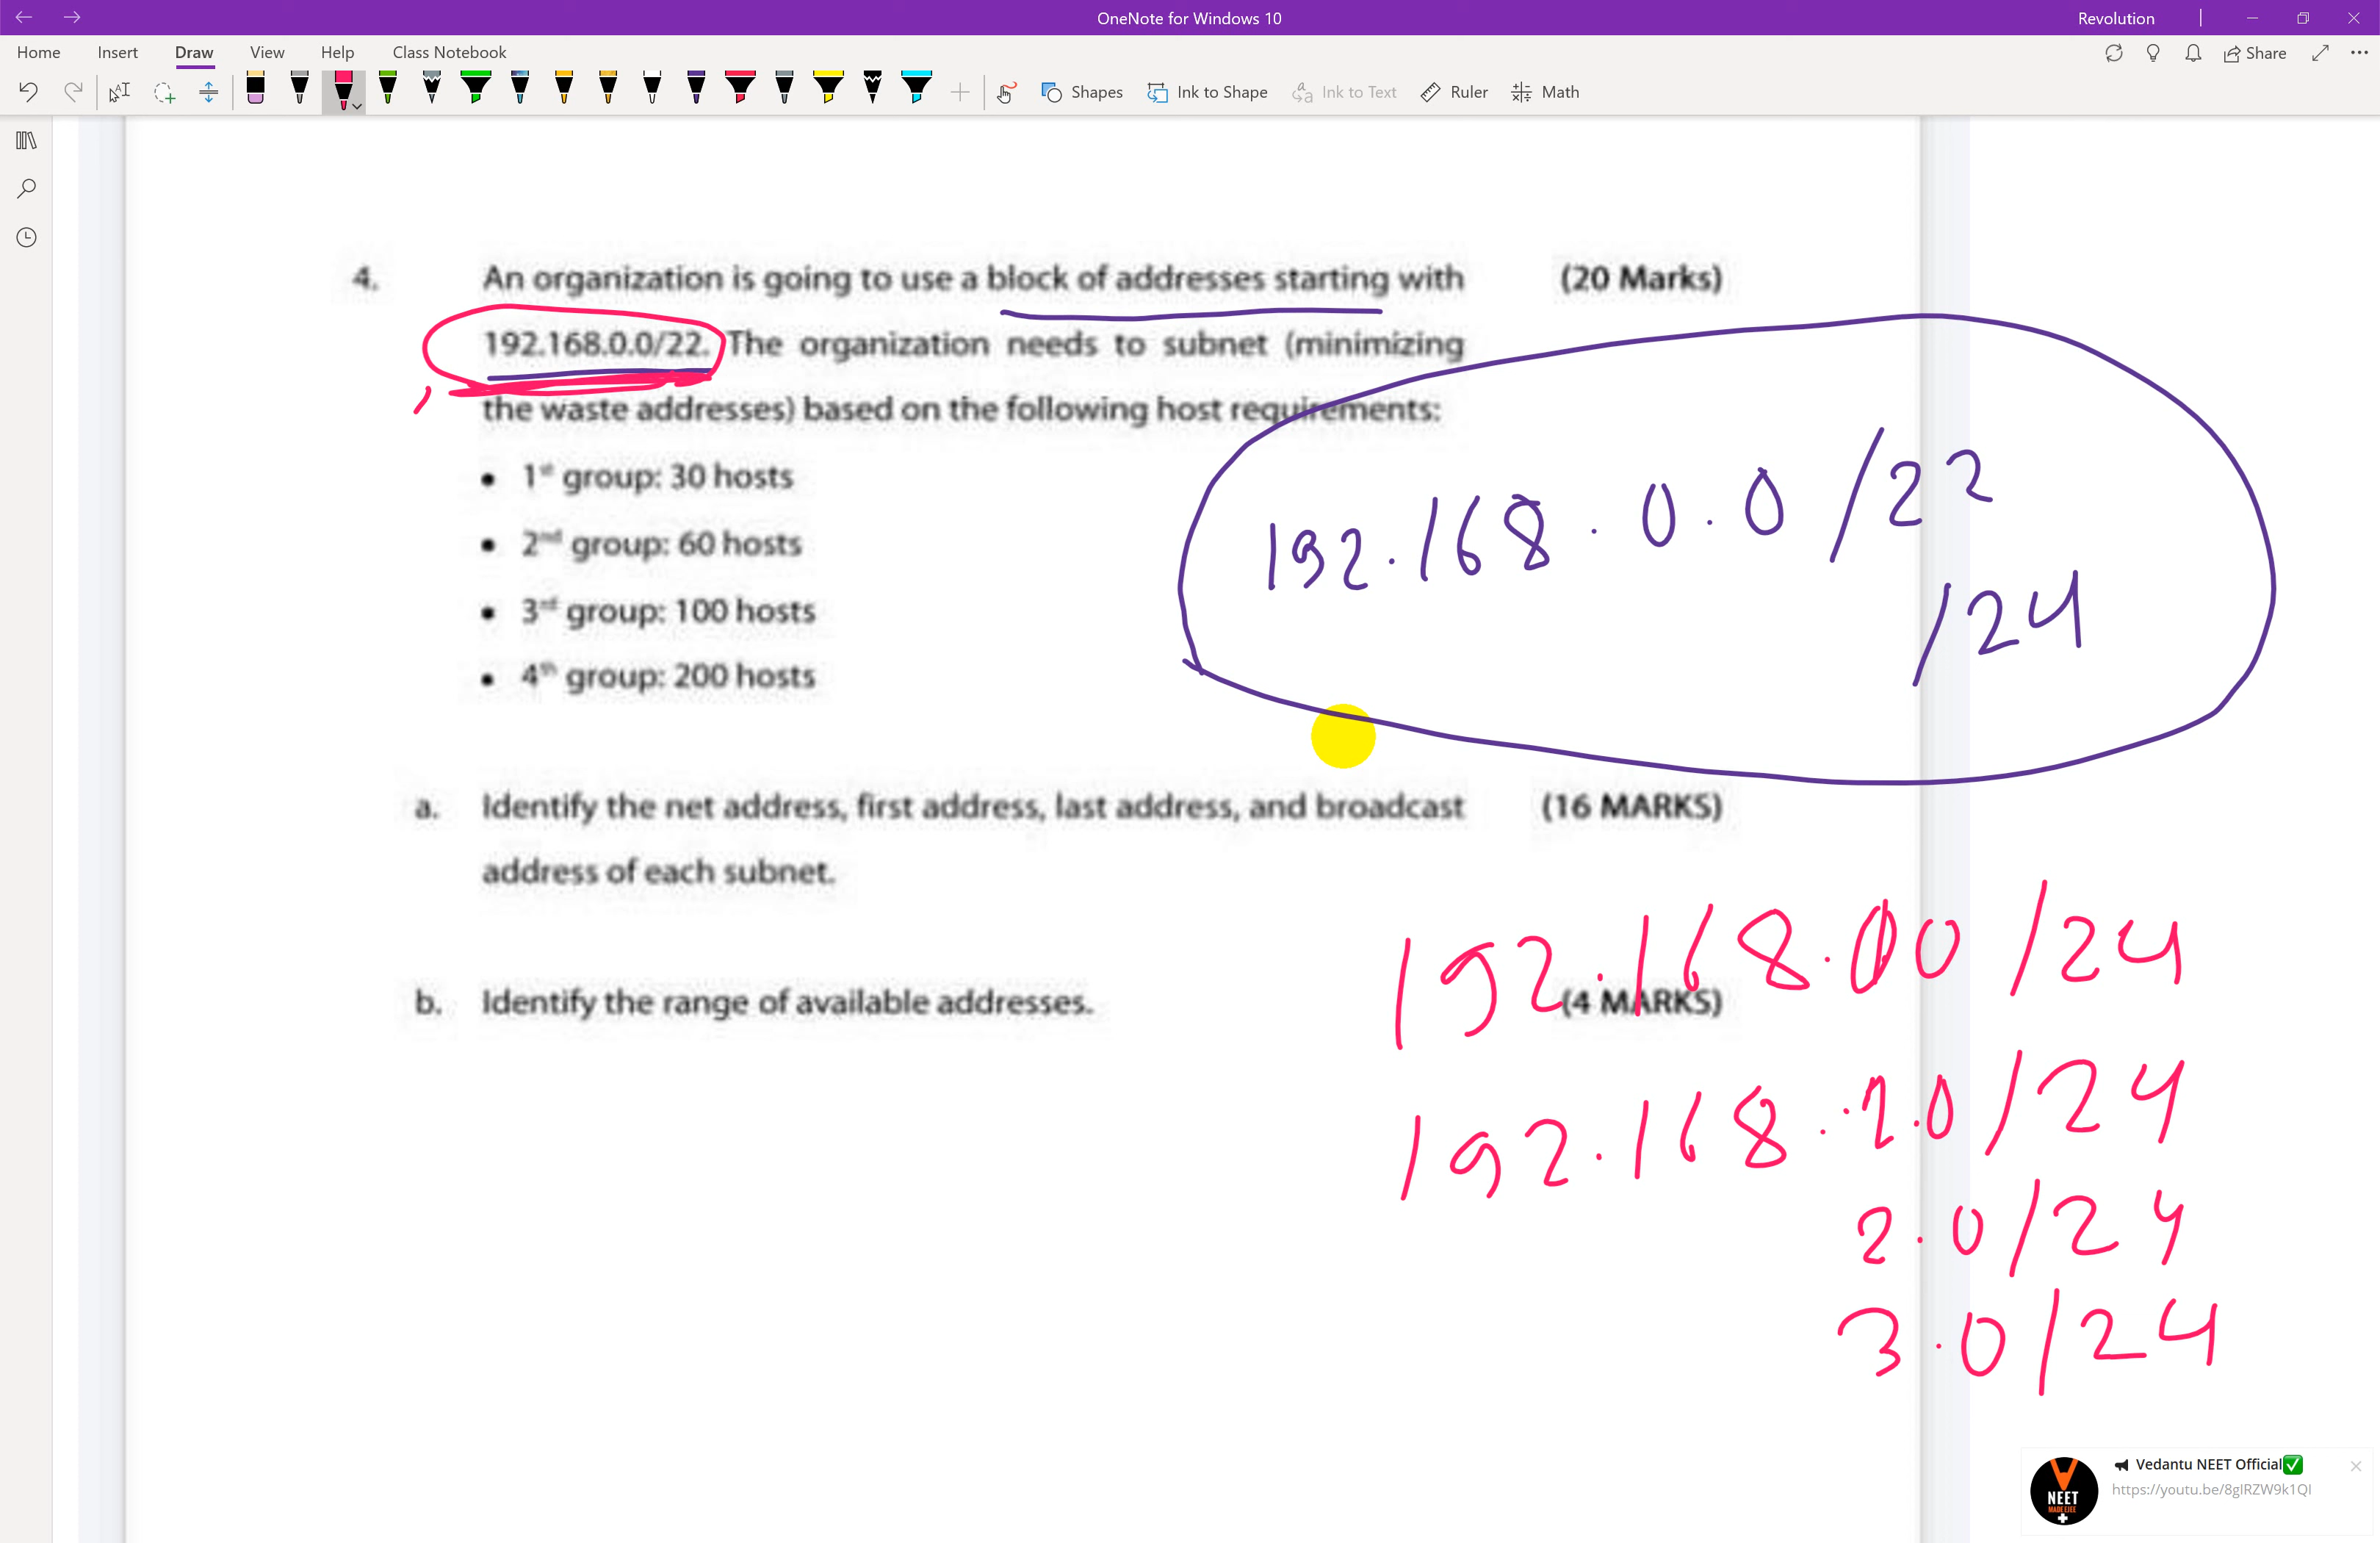 OneNote for Windows 10
Revolution
Home Insert Draw View Help Class Notebook
Share
Shapes Ink to Shape Ink to Text Ruler Math
4. An organization is going to use a block of addresses starting with (20 Marks)
192.168.0.0/22. The organization needs to subnet (minimizing
the waste addresses) based on the following host requirements:
• 1st group: 30 hosts
• 2nd group: 60 hosts
• 3rd group: 100 hosts
• 4th group: 200 hosts
192.168.0.0/22
/24
a. Identify the net address, first address, last address, and broadcast (16 MARKS)
address of each subnet.
192.168.00/24
b. Identify the range of available addresses. (4 MARKS)
192.168.1.0/24
2.0/24
3.0/24
Vedantu NEET Official✅
https://youtu.be/8glRZW9k1QI
NEET
MADE EJEE